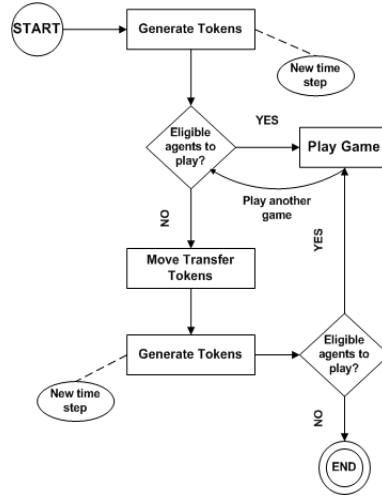 START
Generate Tokens
New time
step
Eligible
agents to
play?
YES
Play Game
Play another
game
NO
YES
Move Transfer
Tokens
Generate Tokens
New time
step
Eligible
agents to
play?
NO
END